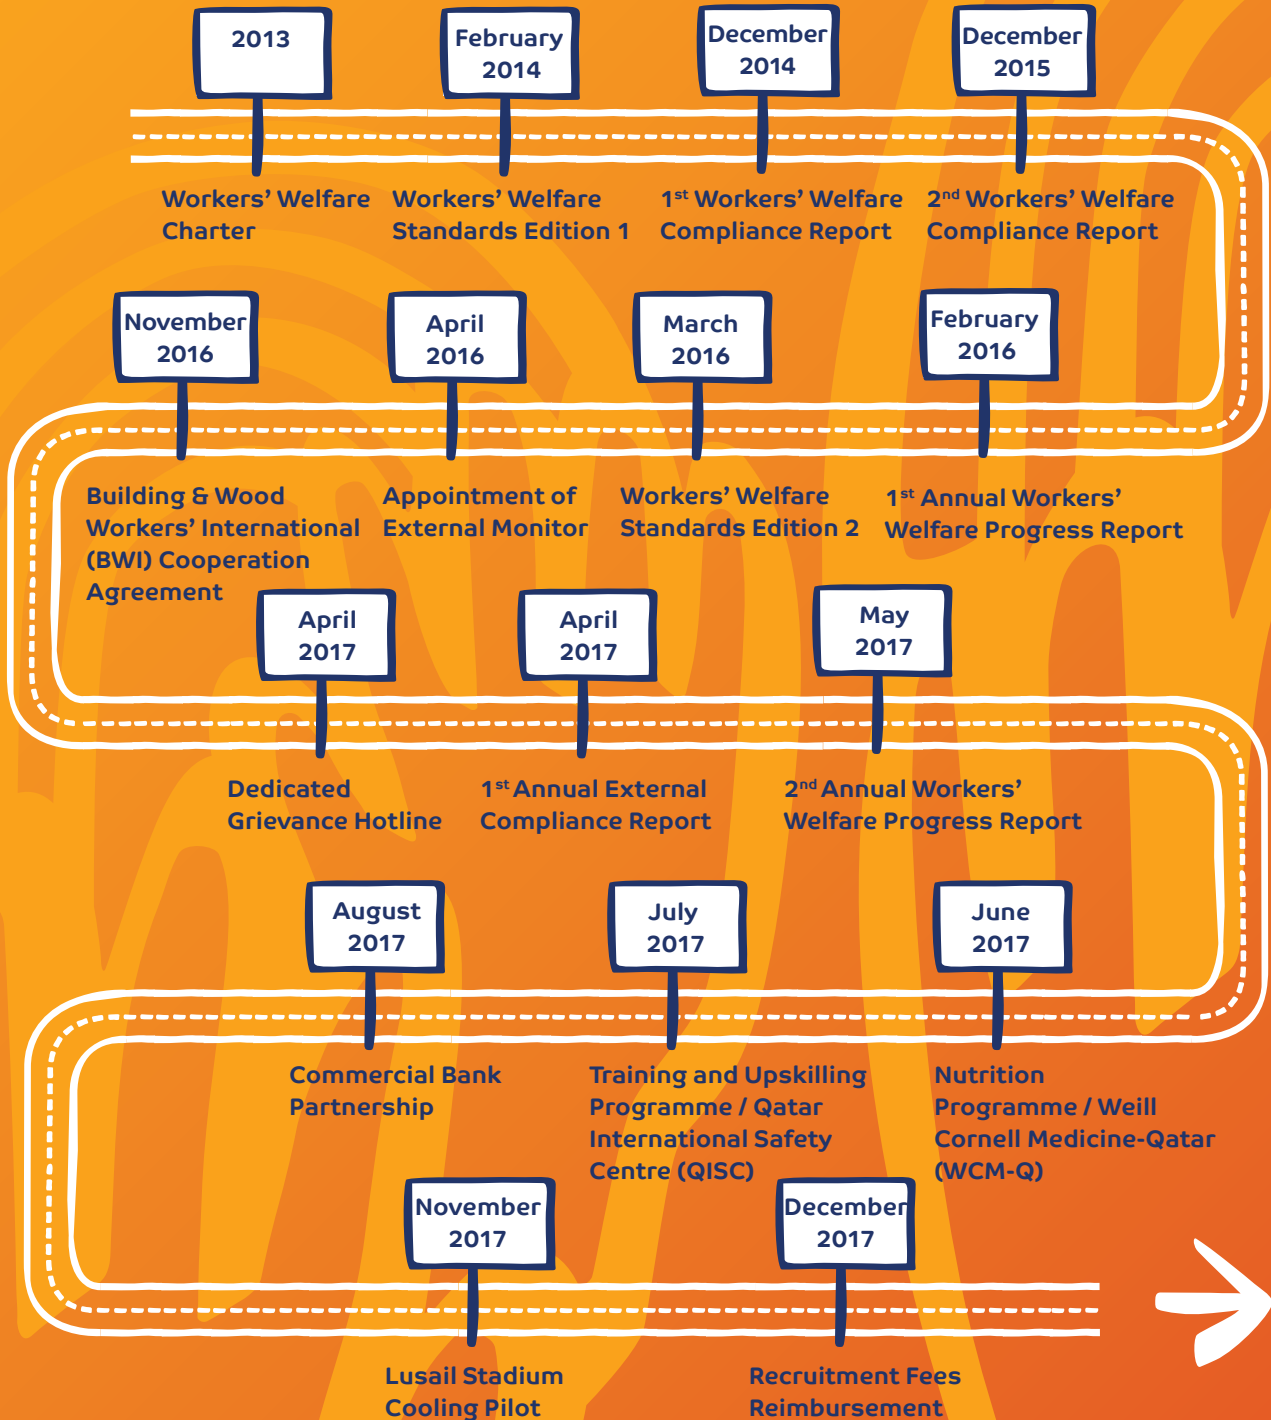 2013
Workers' Welfare
Charter
February
2014
Workers' Welfare
Standards Edition 1
December
2014
1st Workers' Welfare
Compliance Report
December
2015
2nd Workers' Welfare
Compliance Report
February
2016
1st Annual Workers'
Welfare Progress Report
March
2016
Workers' Welfare
Standards Edition 2
April
2016
Appointment of
External Monitor
November
2016
Building & Wood
Workers' International
(BWI) Cooperation
Agreement
April
2017
Dedicated
Grievance Hotline
April
2017
1st Annual External
Compliance Report
May
2017
2nd Annual Workers'
Welfare Progress Report
June
2017
Nutrition
Programme / Weill
Cornell Medicine-Qatar
(WCM-Q)
July
2017
Training and Upskilling
Programme / Qatar
International Safety
Centre (QISC)
August
2017
Commercial Bank
Partnership
November
2017
Lusail Stadium
Cooling Pilot
December
2017
Recruitment Fees
Reimbursement